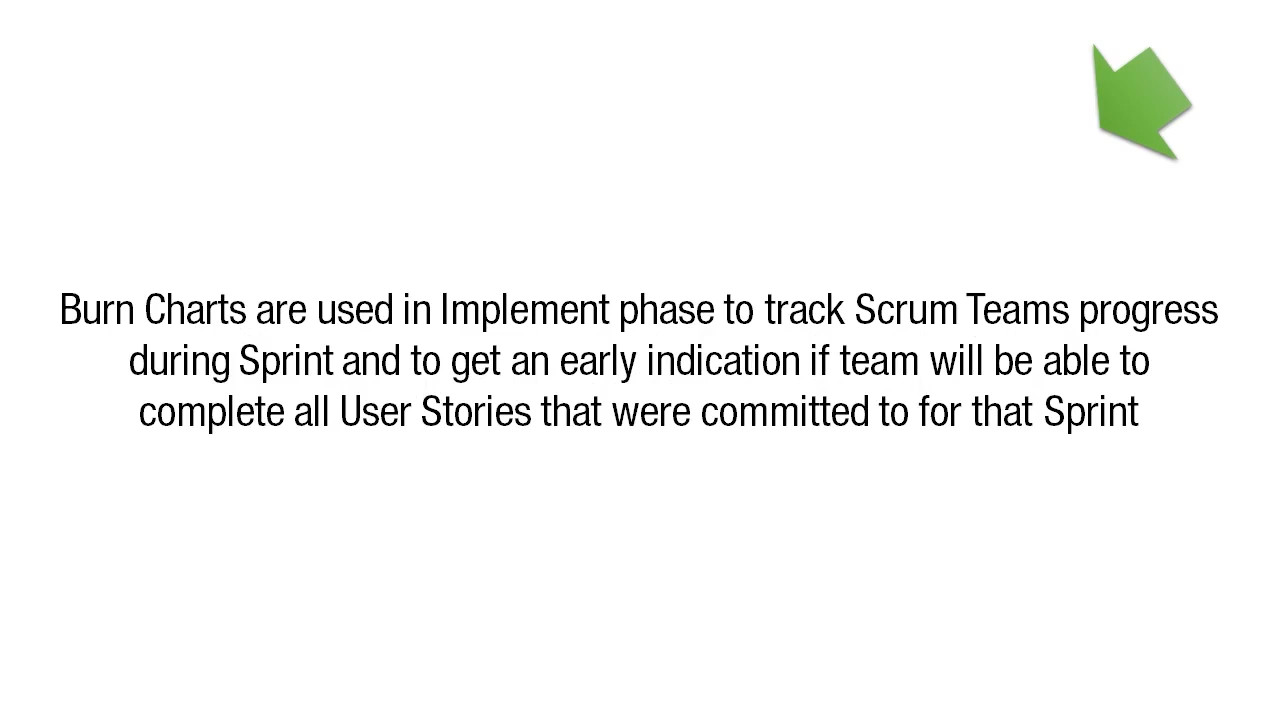 Burn Charts are used in Implement phase to track Scrum Teams progress
during Sprint and to get an early indication if team will be able to
complete all User Stories that were committed to for that Sprint